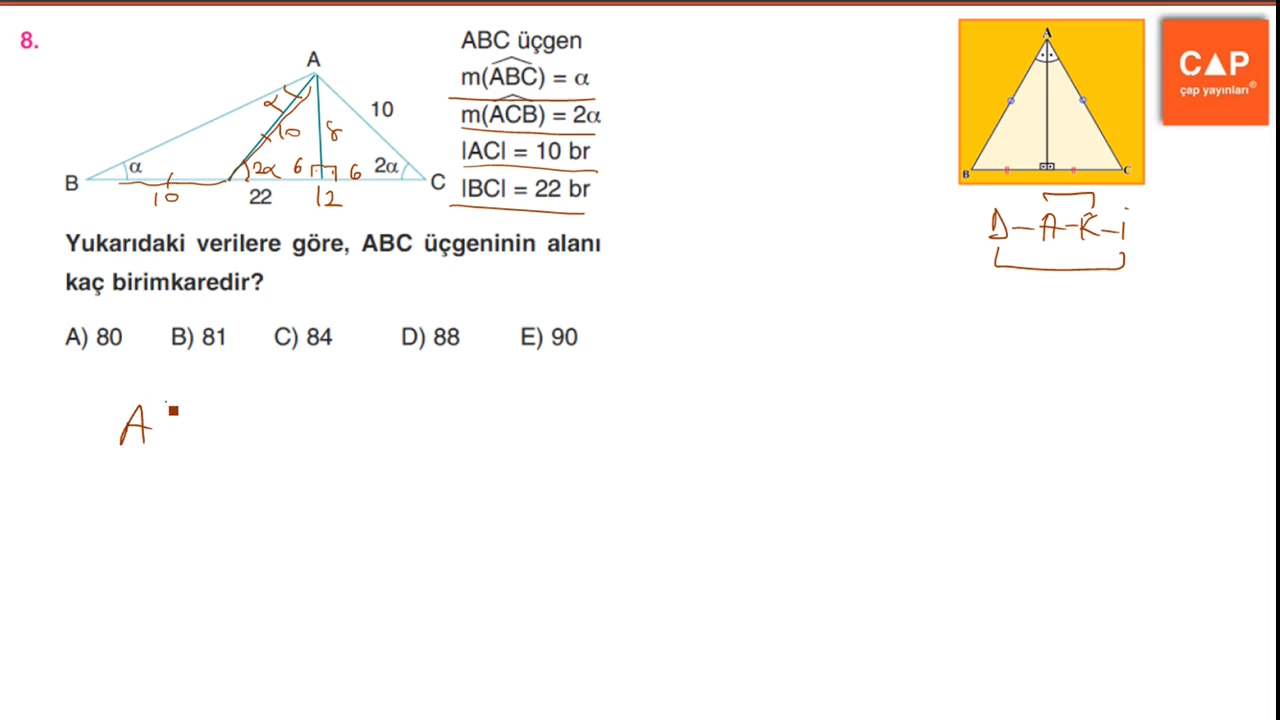 8.
A
B
C
α
2α
10
22
α
10
8
2α
6
6
10
12
ABC üçgen
m(ABC) = α
m(ACB) = 2α
|AC| = 10 br
|BC| = 22 br
Yukarıdaki verilere göre, ABC üçgeninin alanı
kaç birimkaredir?
A) 80 B) 81 C) 84 D) 88 E) 90
A
A
B
C
D-A-K-i
ÇAP
çap yayınları®